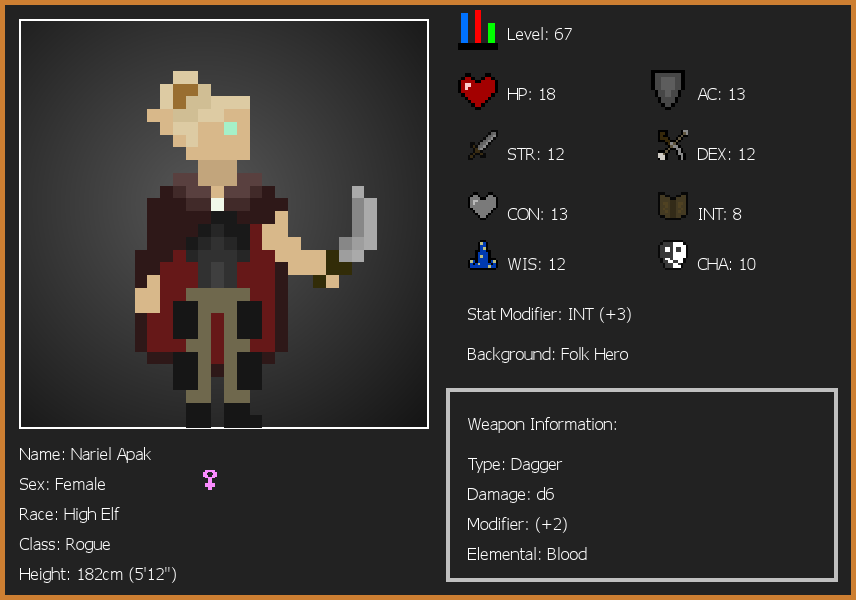 Level: 67
HP: 18
AC: 13
STR: 12
DEX: 12
CON: 13
INT: 8
WIS: 12
CHA: 10
Stat Modifier: INT (+3)
Background: Folk Hero
Weapon Information:
Type: Dagger
Damage: d6
Modifier: (+2)
Elemental: Blood
Name: Nariel Apak
Sex: Female
Race: High Elf
Class: Rogue
Height: 182cm (5'12")